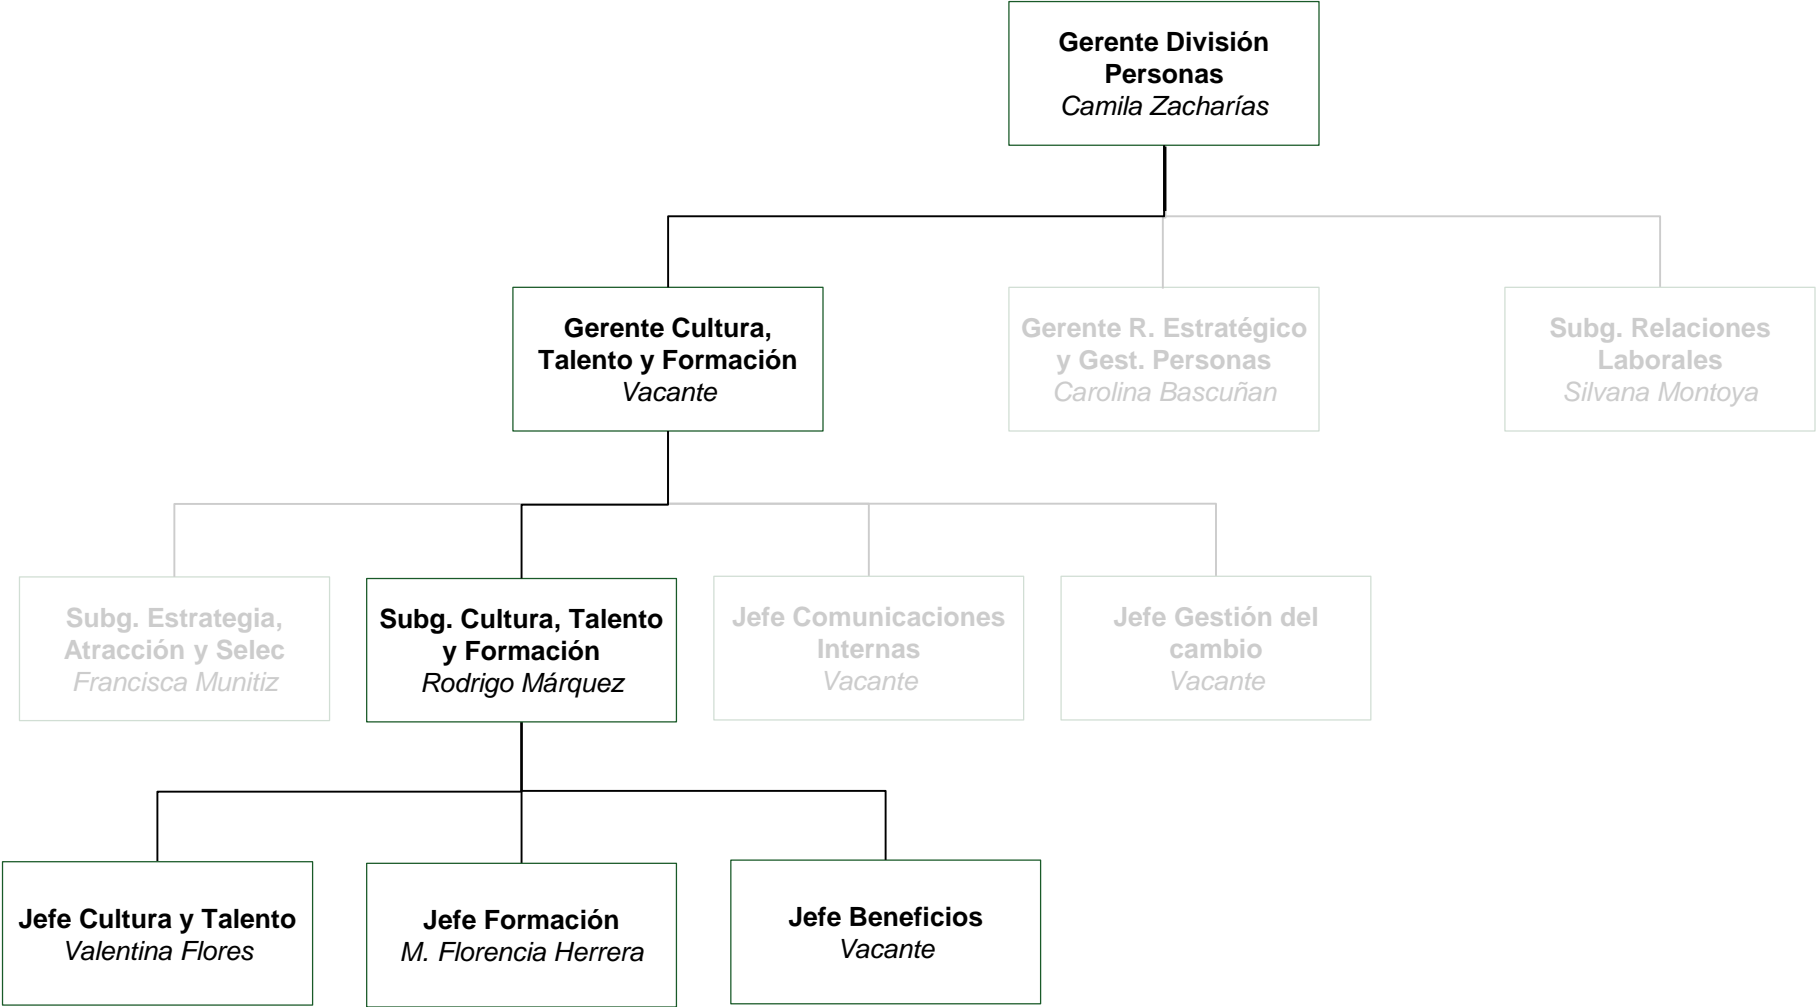 Gerente División
Personas
Camila Zacharías
Gerente Cultura,
Talento y Formación
Vacante
Gerente R. Estratégico
y Gest. Personas
Carolina Bascuñan
Subg. Relaciones
Laborales
Silvana Montoya
Subg. Estrategia,
Atracción y Selec
Francisca Munitiz
Subg. Cultura, Talento
y Formación
Rodrigo Márquez
Jefe Comunicaciones
Internas
Vacante
Jefe Gestión del
cambio
Vacante
Jefe Cultura y Talento
Valentina Flores
Jefe Formación
M. Florencia Herrera
Jefe Beneficios
Vacante